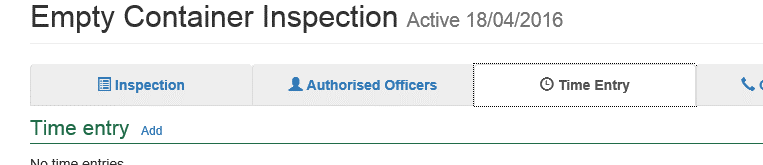 Empty Container Inspection Active 18/04/2016
Inspection Authorised Officers Time Entry
Time entry Add
No time entries